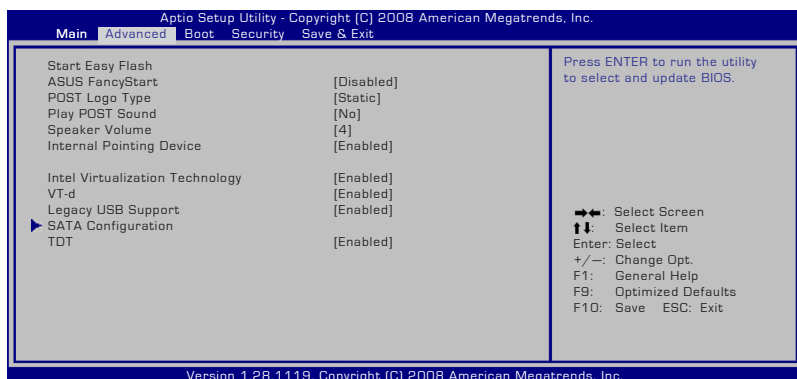 Aptio Setup Utility - Copyright (C) 2008 American Megatrends, Inc.
Main Advanced Boot Security Save & Exit
Start Easy Flash
ASUS FancyStart [Disabled]
POST Logo Type [Static]
Play POST Sound [No]
Speaker Volume [4]
Internal Pointing Device [Enabled]
Intel Virtualization Technology [Enabled]
VT-d [Enabled]
Legacy USB Support [Enabled]
SATA Configuration
TDT [Enabled]
Press ENTER to run the utility
to select and update BIOS.
→←: Select Screen
↑↓: Select Item
Enter: Select
+/—: Change Opt.
F1: General Help
F9: Optimized Defaults
F10: Save ESC: Exit
Version 1.28.1119. Copyright (C) 2008 American Megatrends, Inc.